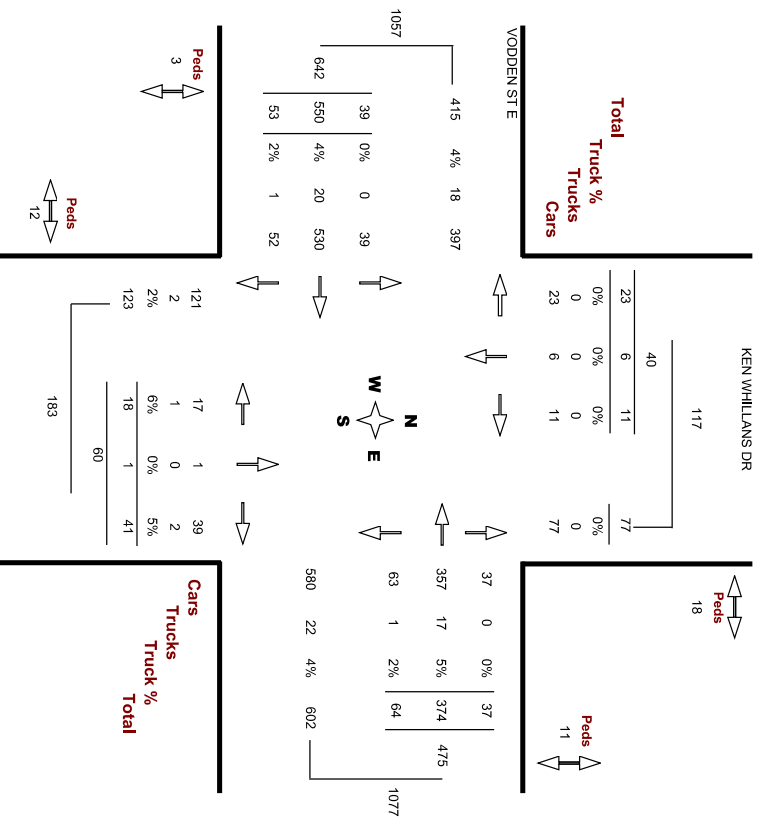 KEN WHILLANS DR
117
40
Total 23 6 11 77
Truck % 0% 0% 0% 0%
Trucks 0 0 0 0
Cars 23 6 11 77
Peds
18
Peds
11
VODDEN ST E
1057
415 4% 18 397
642
39 0% 0 39
550 4% 20 530
53 2% 1 52
N
W E
S
37 0 0% 37
357 17 5% 374
63 1 2% 64
475
580 22 4% 602
1077
Peds
3
Peds
12
121 17 1 39 Cars
2 1 0 2 Trucks
2% 6% 0% 5% Truck %
123 18 1 41 Total
60
183